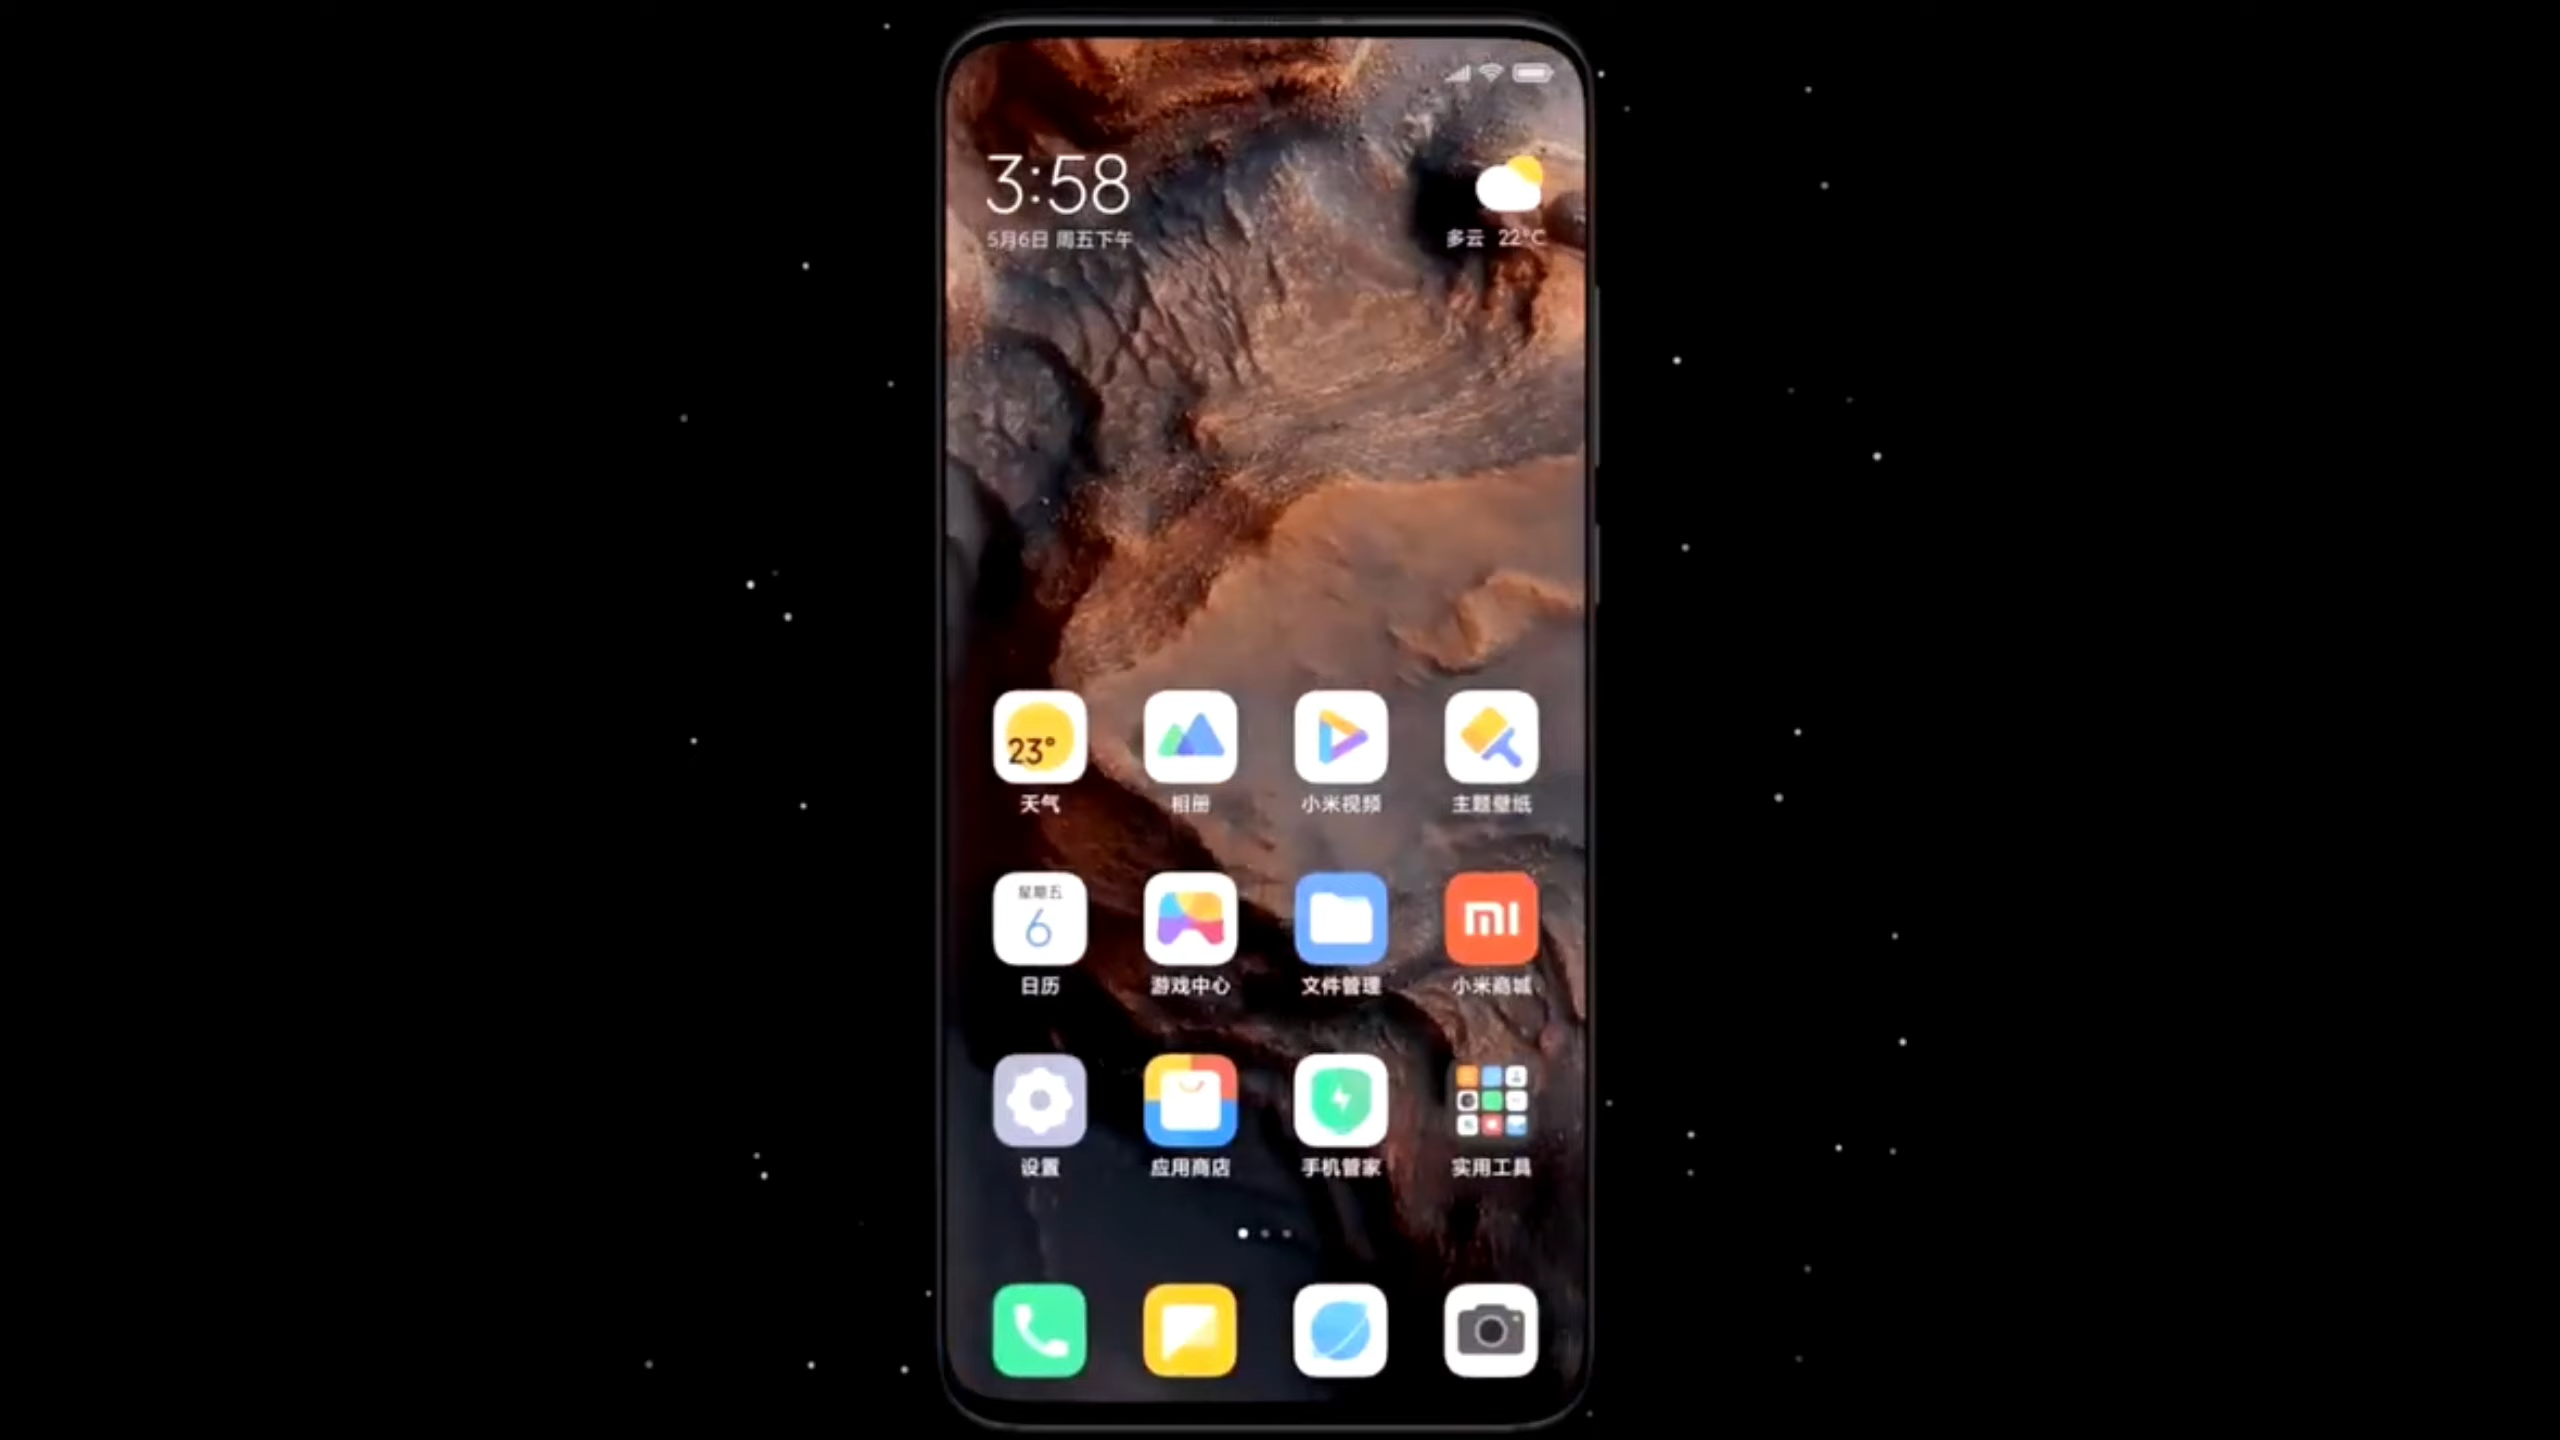 3:58
5月6日 周五下午
多云 22°C
23°
天气
相册
小米视频
主题壁纸
星期五
6
mi
日历
游戏中心
文件管理
小米商城
设置
应用商店
手机管家
实用工具